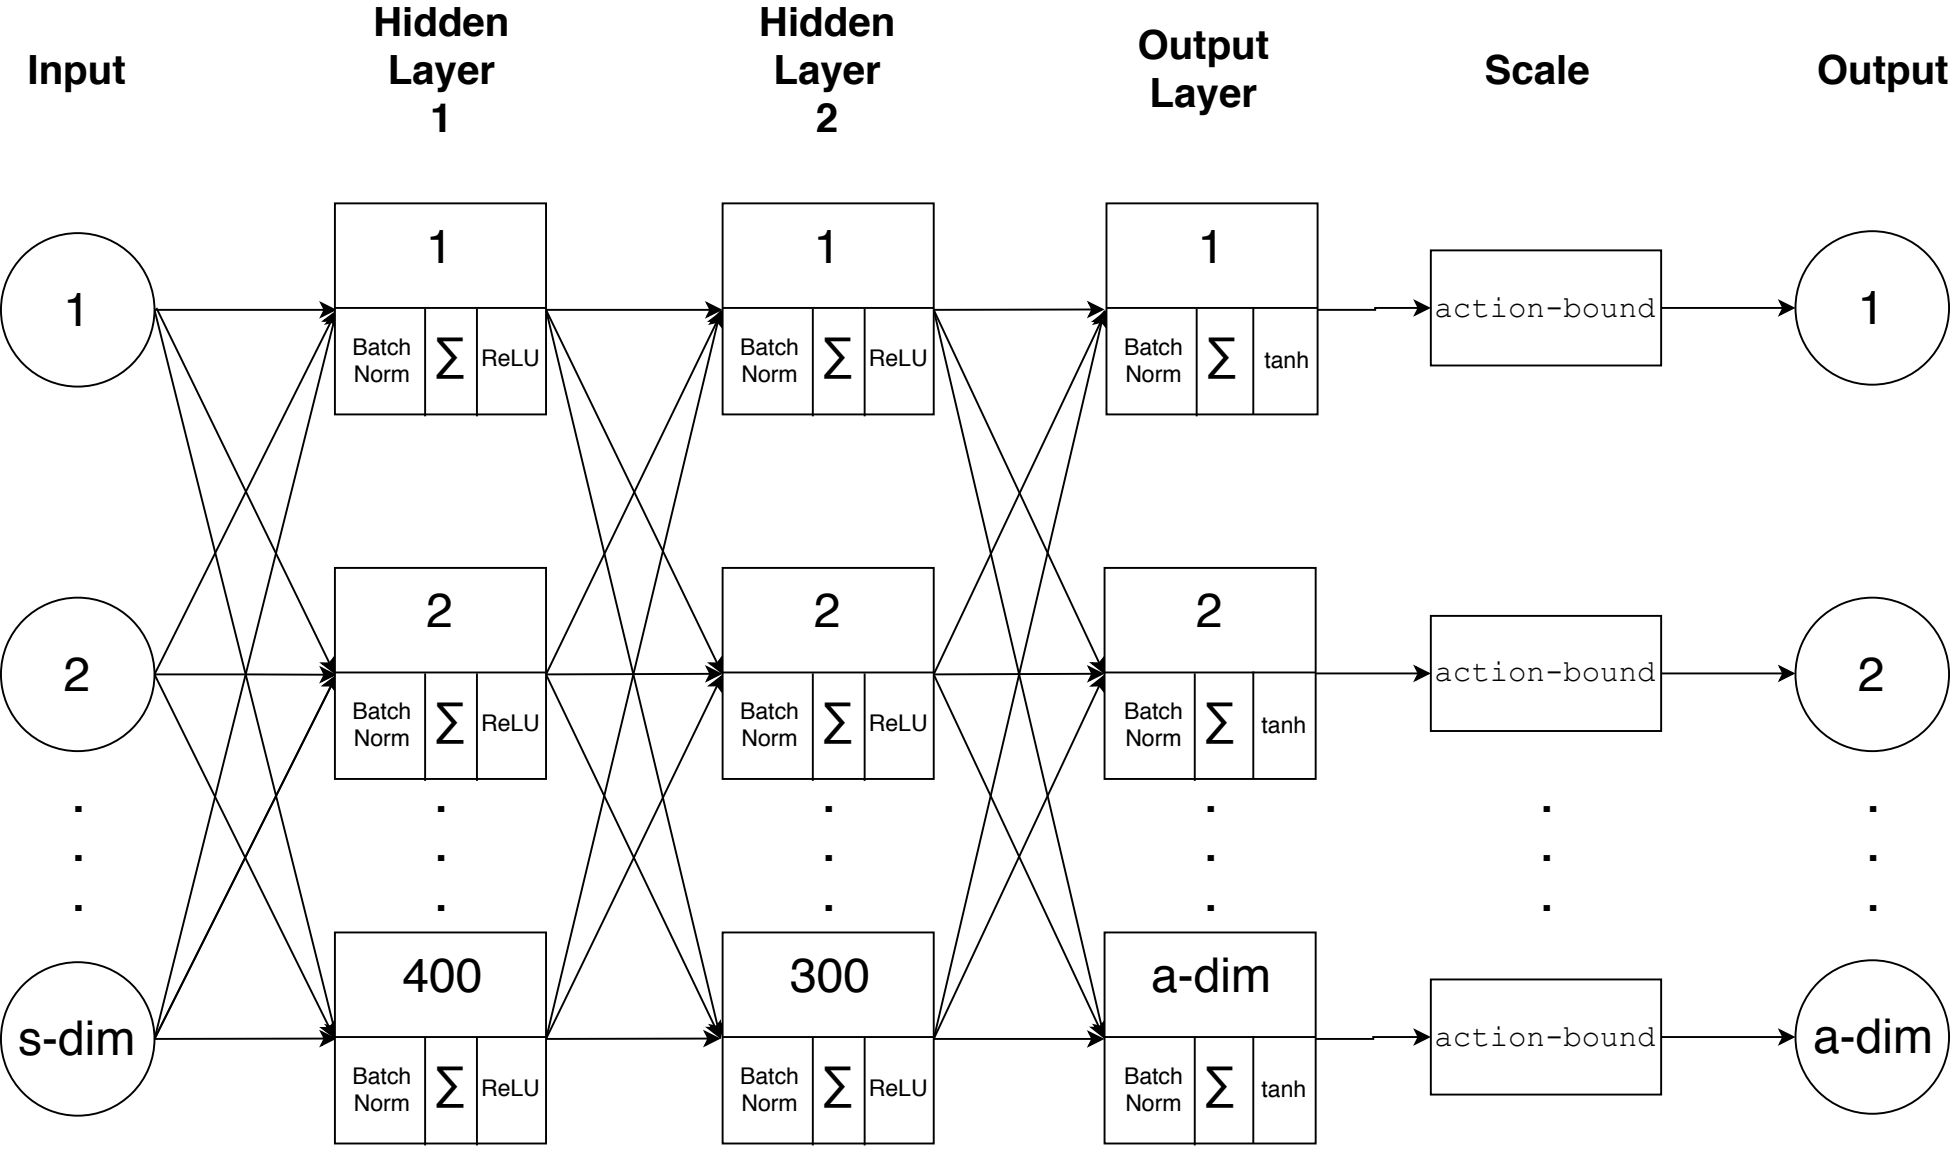 Input
Hidden
Layer
1
Hidden
Layer
2
Output
Layer
Scale
Output
1
1
Batch
Norm
∑
ReLU
1
Batch
Norm
∑
ReLU
1
Batch
Norm
∑
tanh
action-bound
1
2
2
Batch
Norm
∑
ReLU
2
Batch
Norm
∑
ReLU
2
Batch
Norm
∑
tanh
action-bound
2
s-dim
400
Batch
Norm
∑
ReLU
300
Batch
Norm
∑
ReLU
a-dim
Batch
Norm
∑
tanh
action-bound
a-dim